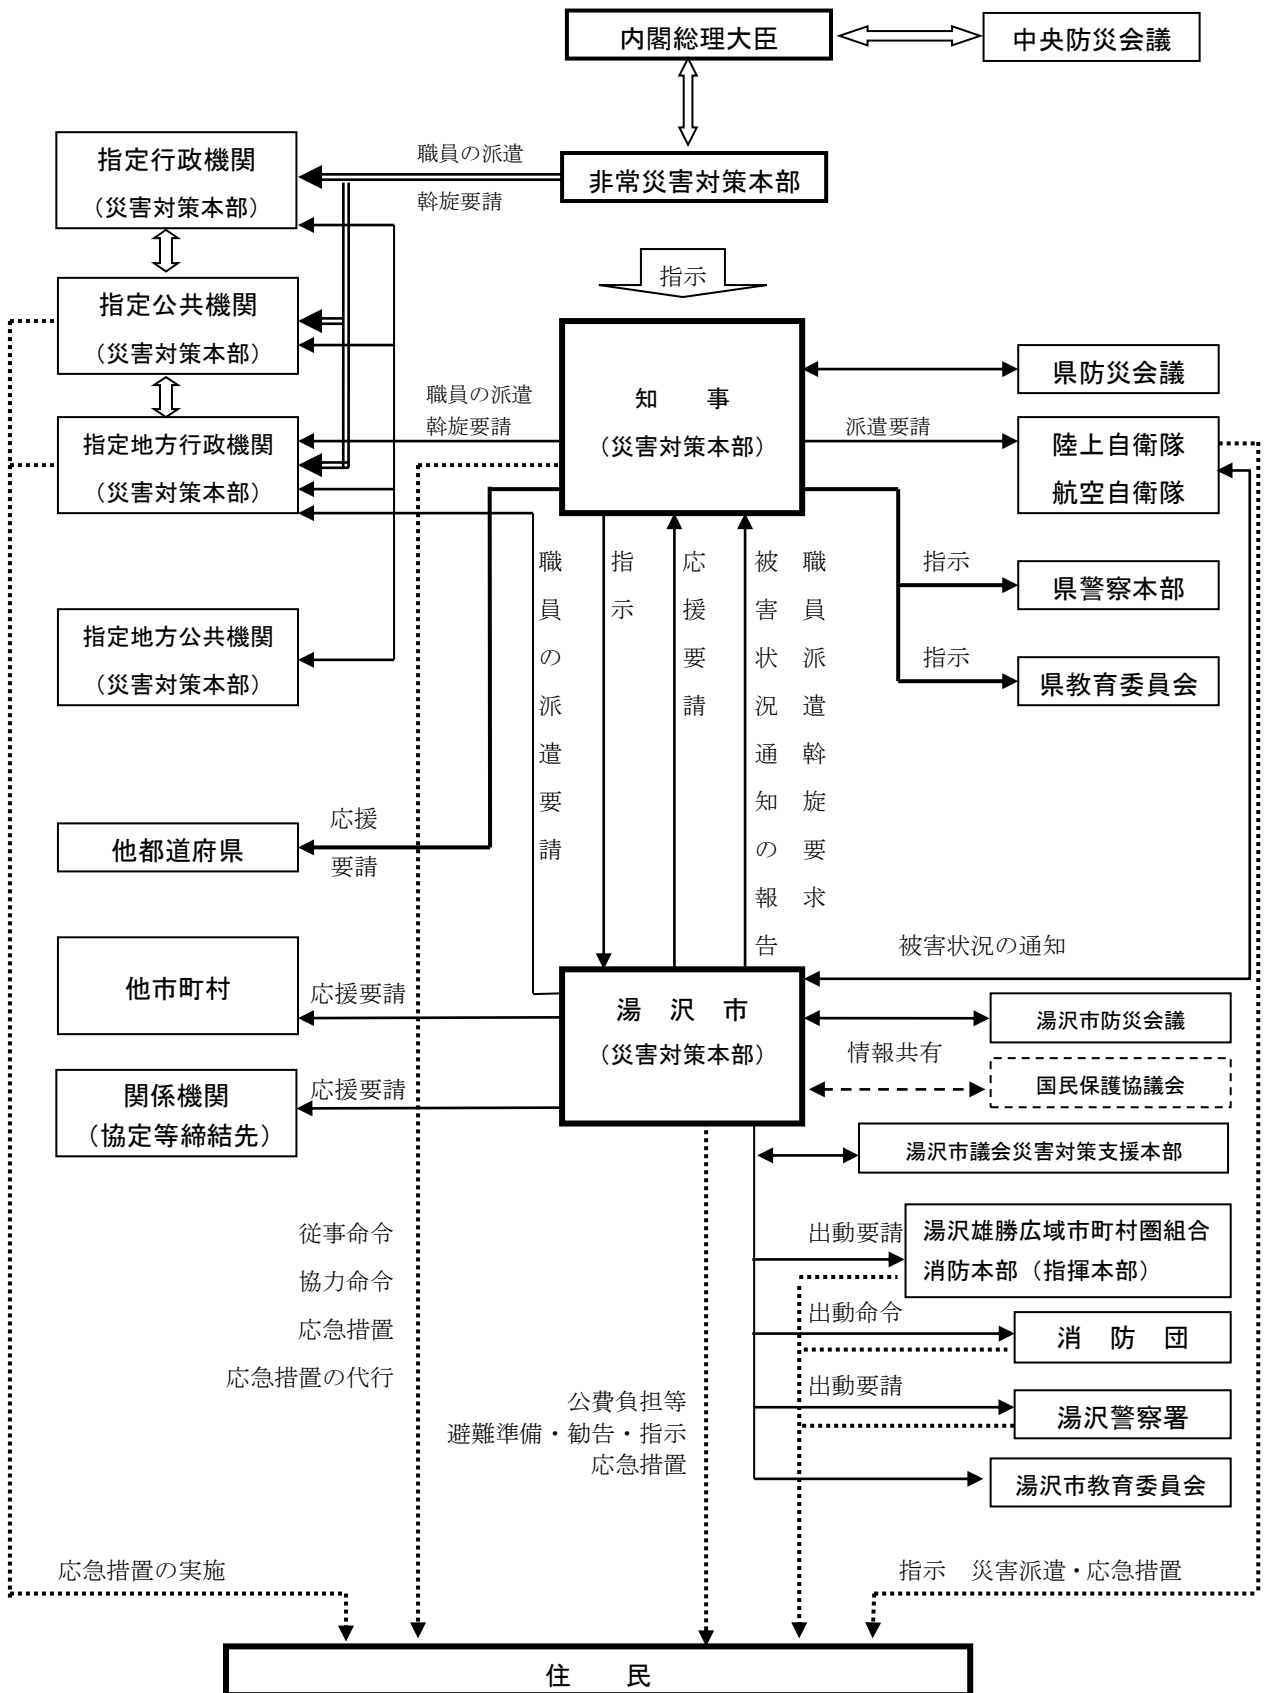 内閣総理大臣
中央防災会議
指定行政機関
（災害対策本部）
職員の派遣
斡旋要請
非常災害対策本部
指示
指定公共機関
（災害対策本部）
職員の派遣
斡旋要請
指定地方行政機関
（災害対策本部）
知　事
（災害対策本部）
県防災会議
派遣要請
陸上自衛隊
航空自衛隊
指示
県警察本部
指示
県教育委員会
指定地方公共機関
（災害対策本部）
職員の派遣要請
指示
応援要請
被害状況通知の報告
職員派遣斡旋要求
他都道府県
応援
要請
他市町村
応援要請
関係機関
（協定等締結先）
応援要請
湯　沢　市
（災害対策本部）
被害状況の通知
湯沢市防災会議
情報共有
国民保護協議会
湯沢市議会災害対策支援本部
出動要請
湯沢雄勝広域市町村圏組合
消防本部（指揮本部）
出動命令
消　防　団
出動要請
湯沢警察署
湯沢市教育委員会
従事命令
協力命令
応急措置
応急措置の代行
公費負担等
避難準備・勧告・指示
応急措置
応急措置の実施
指示　災害派遣・応急措置
住　民